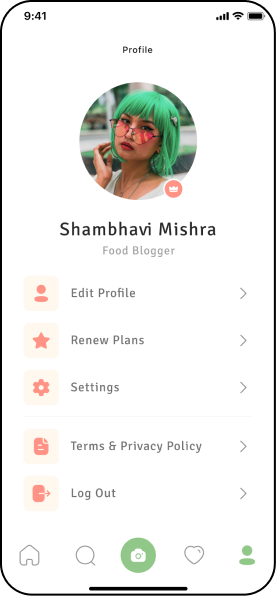 9:41
Profile
Shambhavi Mishra
Food Blogger
Edit Profile
Renew Plans
Settings
Terms & Privacy Policy
Log Out